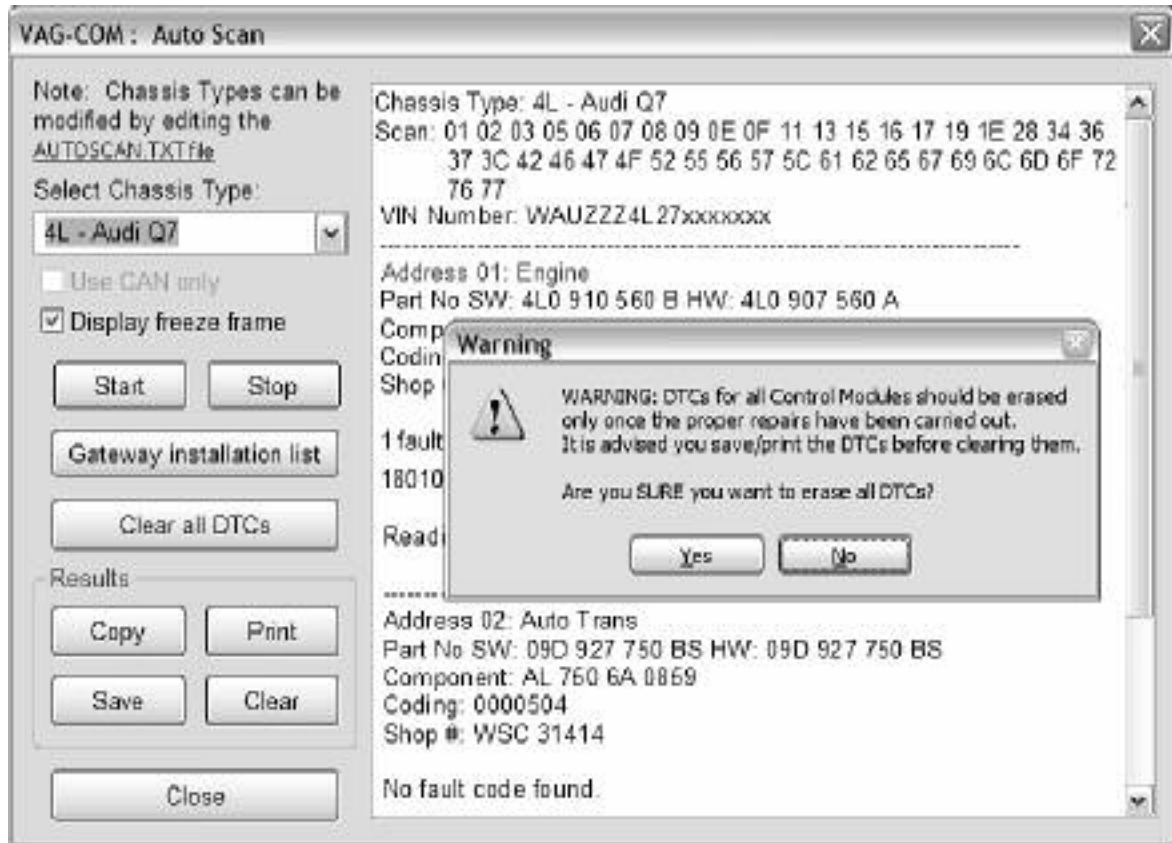 VAG-COM : Auto Scan
Note: Chassis Types can be
modified by editing the
AUTOSCAN.TXT file
Select Chassis Type:
4L - Audi Q7
Use CAN only
Display freeze frame
Start
Stop
Gateway installation list
Clear all DTCs
Results
Copy
Print
Save
Clear
Close
Chassis Type: 4L - Audi Q7
Scan: 01 02 03 05 06 07 08 09 0E 0F 11 13 15 16 17 19 1E 28 34 36
37 3C 42 46 47 4F 52 55 56 57 5C 61 62 65 67 69 6C 6D 6F 72
76 77
VIN Number: WAUZZZ4L27xxxxxxx
Address 01: Engine
Part No SW: 4L0 910 560 B HW: 4L0 907 560 A
Comp
Codin
Shop
1 fault
18010
Readi
Warning
WARNING: DTCs for all Control Modules should be erased
only once the proper repairs have been carried out.
It is advised you save/print the DTCs before clearing them.
Are you SURE you want to erase all DTCs?
Yes
No
Address 02: Auto Trans
Part No SW: 09D 927 750 BS HW: 09D 927 750 BS
Component: AL 750 6A 0869
Coding: 0000504
Shop #: WSC 31414
No fault code found.